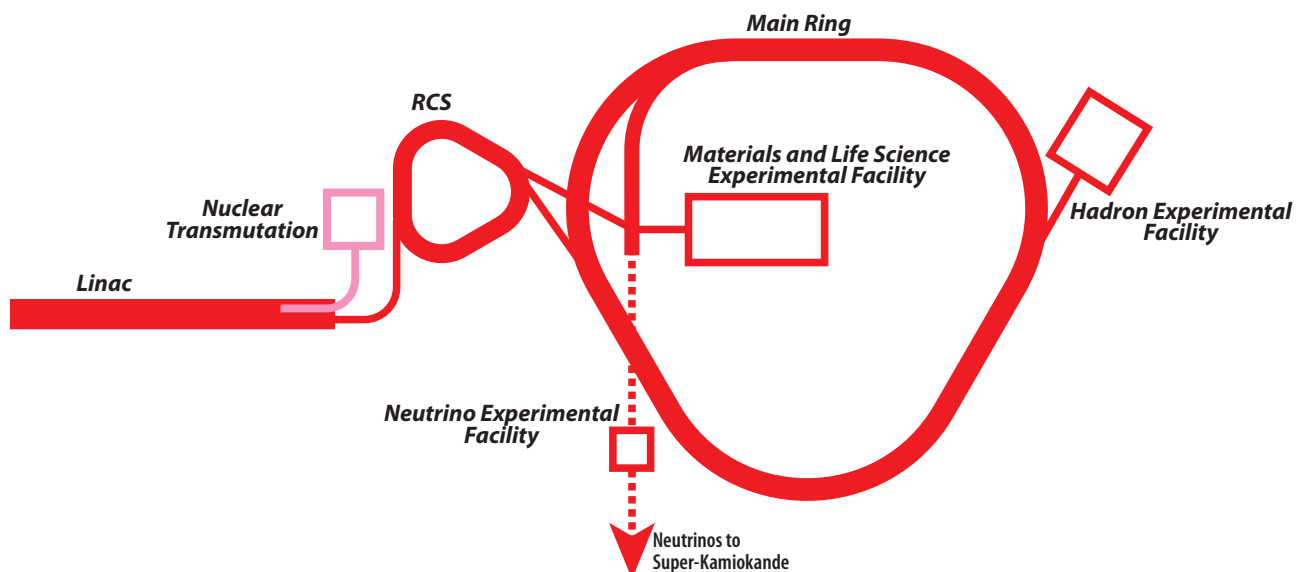 Main Ring
RCS
Materials and Life Science
Experimental Facility
Nuclear
Transmutation
Hadron Experimental
Facility
Linac
Neutrino Experimental
Facility
Neutrinos to
Super-Kamiokande